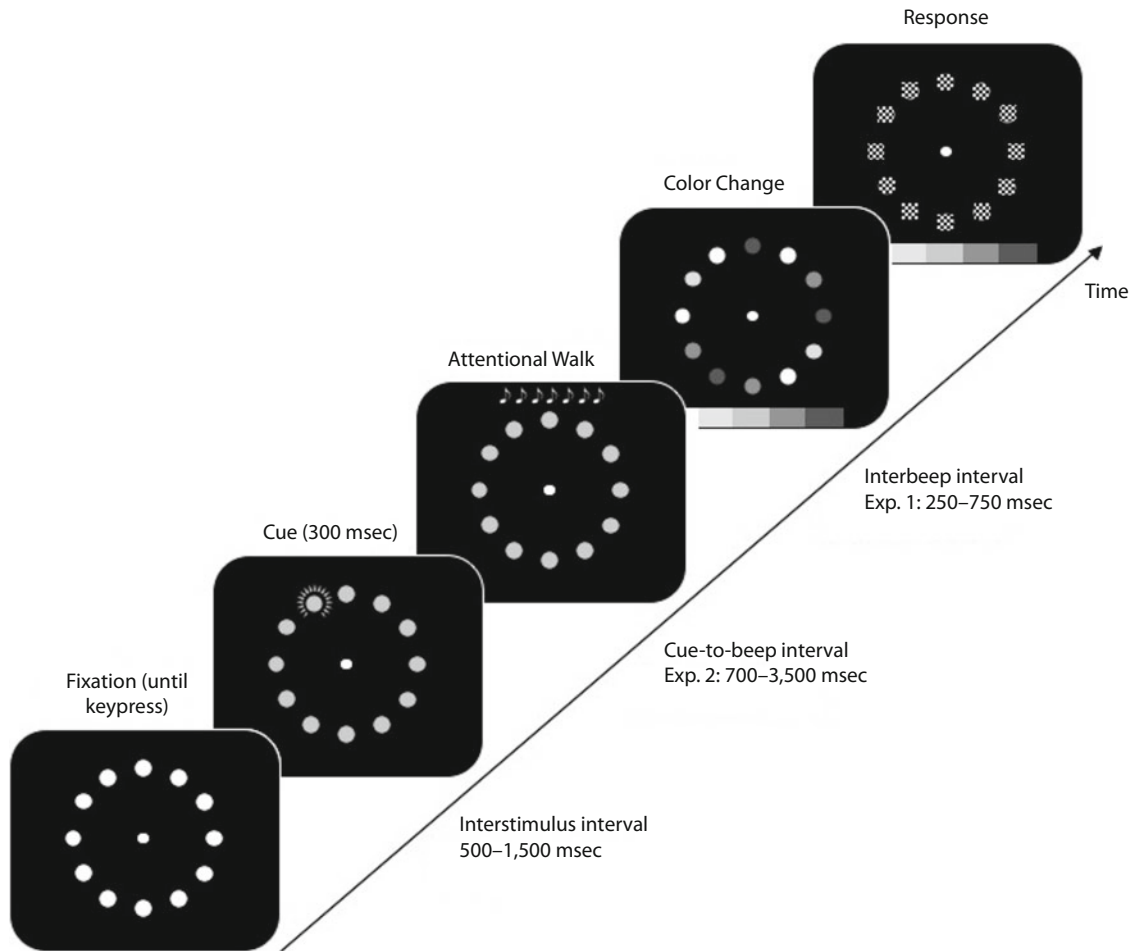 Response
Color Change
Time
Attentional Walk
Interbeep interval
Exp. 1: 250–750 msec
Cue (300 msec)
Cue-to-beep interval
Exp. 2: 700–3,500 msec
Fixation (until
keypress)
Interstimulus interval
500–1,500 msec